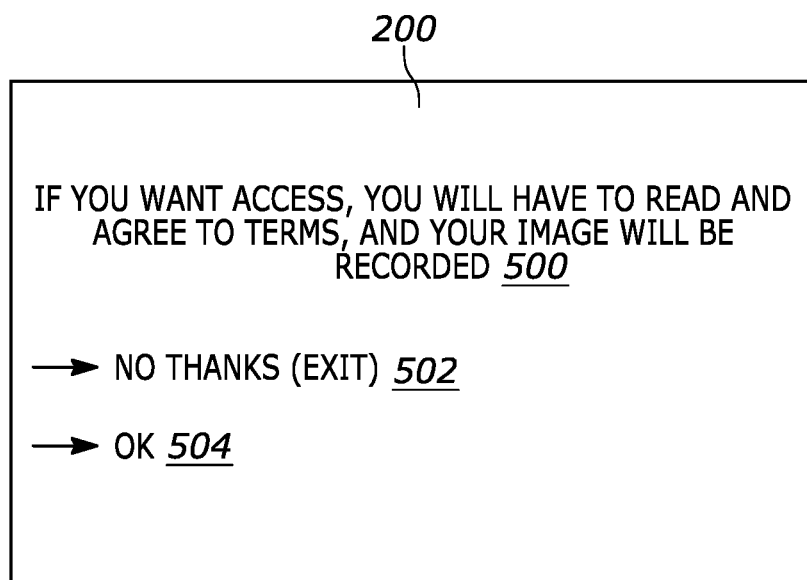 200
IF YOU WANT ACCESS, YOU WILL HAVE TO READ AND
AGREE TO TERMS, AND YOUR IMAGE WILL BE
RECORDED 500
NO THANKS (EXIT) 502
OK 504